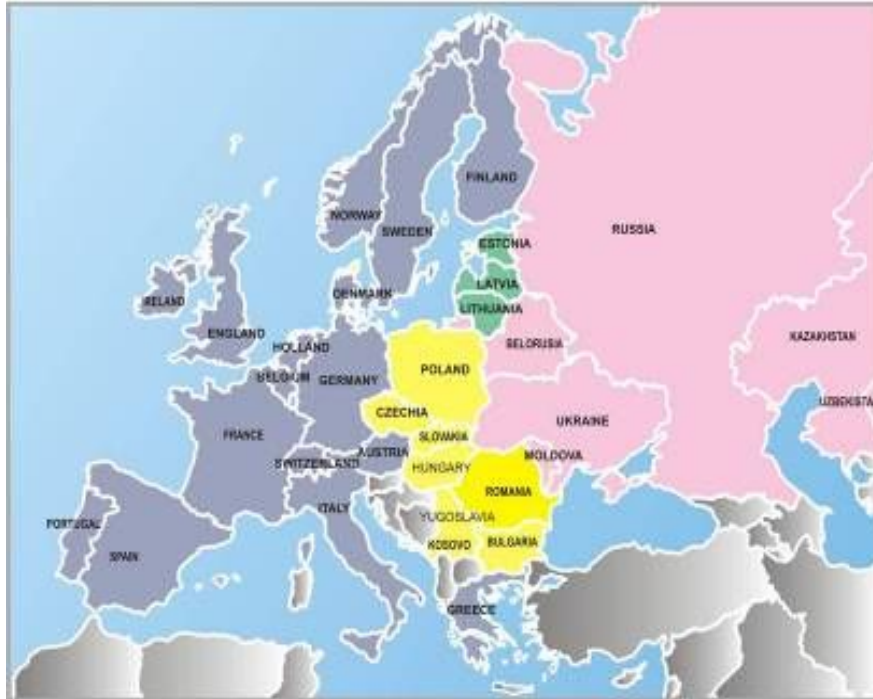 FINLAND
NORWAY
SWEDEN
RUSSIA
ESTONIA
LATVIA
LITHUANIA
IRELAND
DENMARK
ENGLAND
HOLLAND
BELORUSIA
KAZAKHSTAN
BELGIUM
GERMANY
POLAND
UZBEKISTA
CZECHIA
UKRAINE
FRANCE
SLOVAKIA
AUSTRIA
MOLDOVA
SWITZERLAND
HUNGARY
ROMANIA
ITALY
YUGOSLAVIA
PORTUGAL
SPAIN
KOSOVO
BULGARIA
GREECE